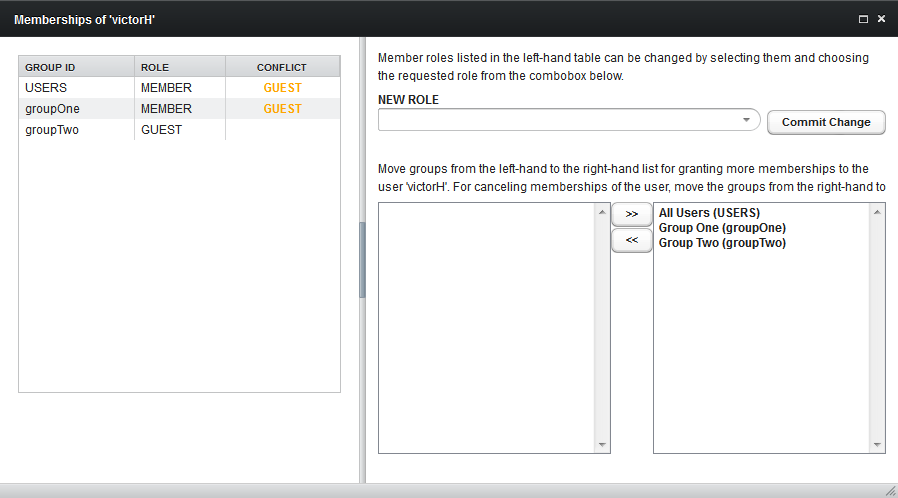 Memberships of 'victorH'
GROUP ID ROLE CONFLICT
USERS MEMBER GUEST
groupOne MEMBER GUEST
groupTwo GUEST
Member roles listed in the left-hand table can be changed by selecting them and choosing
the requested role from the combobox below.
NEW ROLE
Commit Change
Move groups from the left-hand to the right-hand list for granting more memberships to the
user 'victorH'. For canceling memberships of the user, move the groups from the right-hand to
>>
<<
All Users (USERS)
Group One (groupOne)
Group Two (groupTwo)